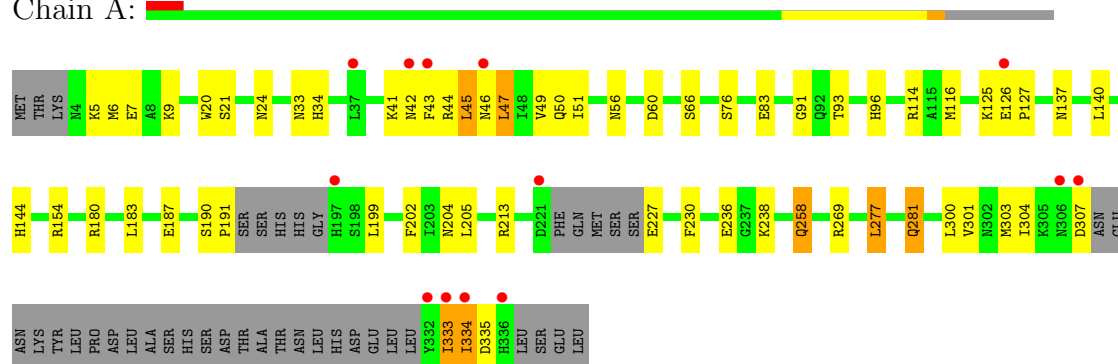 Chain A:
MET THR LYS N4 K5 M6 E7 A8 K9 W20 S21 N24 N33 H34 L37 K41 N42 F43 R44 L45 N46 L47 I48 V49 Q50 I51 N56 D60 S66 S76 E83 G91 Q92 T93 H96 R114 A115 M116 K125 E126 P127 N137 L140
H144 R154 R180 L183 E187 S190 P191 SER SER HIS HIS GLY H197 S198 L199 F202 I203 N204 L205 R213 D221 PHE GLN MET SER SER E227 F230 E236 G237 K238 Q258 R269 L277 Q281 L300 V301 N302 M303 I304 K305 N306 D307 ASN GLU
ASN LYS TYR LEU PRO ASP LEU ALA SER HIS SER SER ASP THR ALA THR ASN LEU HIS ASP GLU LEU LEU Y332 I333 I334 D335 H336 LEU SER GLU LEU